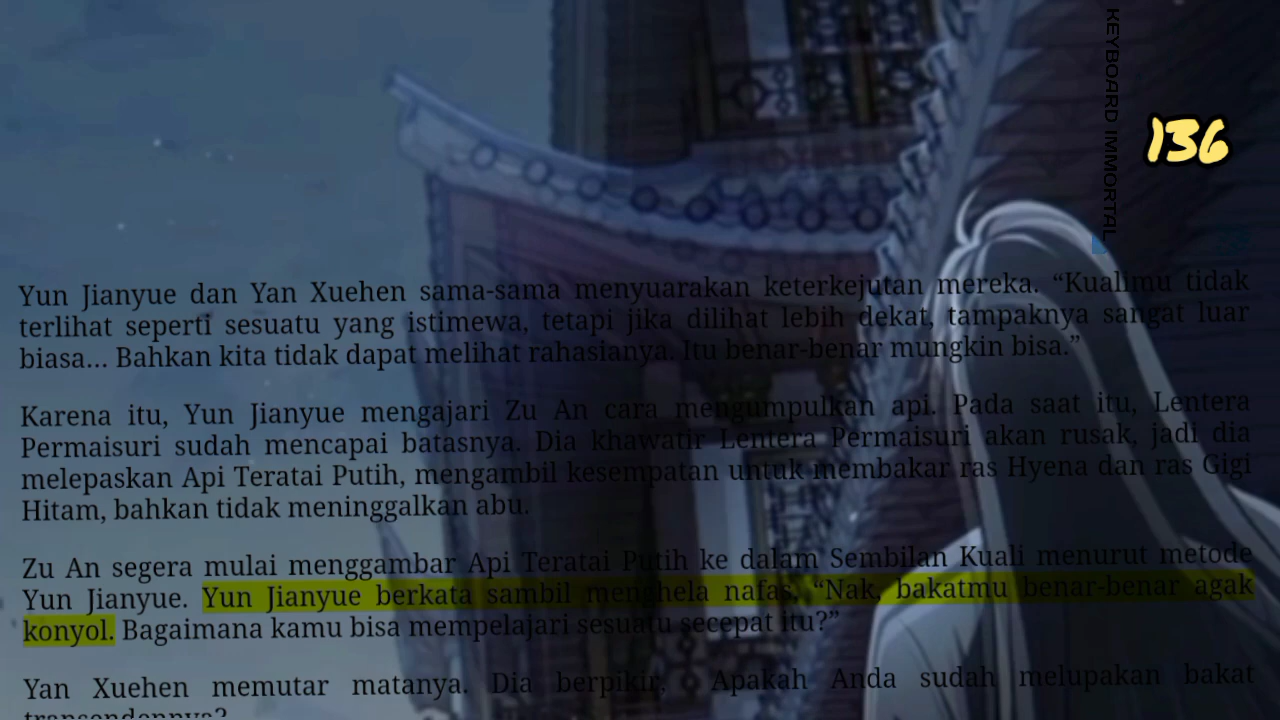 KEYBOARD IMMORTAL
136
Yun Jianyue dan Yan Xuehen sama-sama menyuarakan keterkejutan mereka. “Kualimu tidak
terlihat seperti sesuatu yang istimewa, tetapi jika dilihat lebih dekat, tampaknya sangat luar
biasa... Bahkan kita tidak dapat melihat rahasianya. Itu benar-benar mungkin bisa.”
Karena itu, Yun Jianyue mengajari Zu An cara mengumpulkan api. Pada saat itu, Lentera
Permaisuri sudah mencapai batasnya. Dia khawatir Lentera Permaisuri akan rusak, jadi dia
melepaskan Api Teratai Putih, mengambil kesempatan untuk membakar ras Hyena dan ras Gigi
Hitam, bahkan tidak meninggalkan abu.
Zu An segera mulai menggambar Api Teratai Putih ke dalam Sembilan Kuali menurut metode
Yun Jianyue. Yun Jianyue berkata sambil menghela nafas, “Nak, bakatmu benar-benar agak
konyol. Bagaimana kamu bisa mempelajari sesuatu secepat itu?”
Yan Xuehen memutar matanya. Dia berpikir, Apakah Anda sudah melupakan bakat
transendennya?